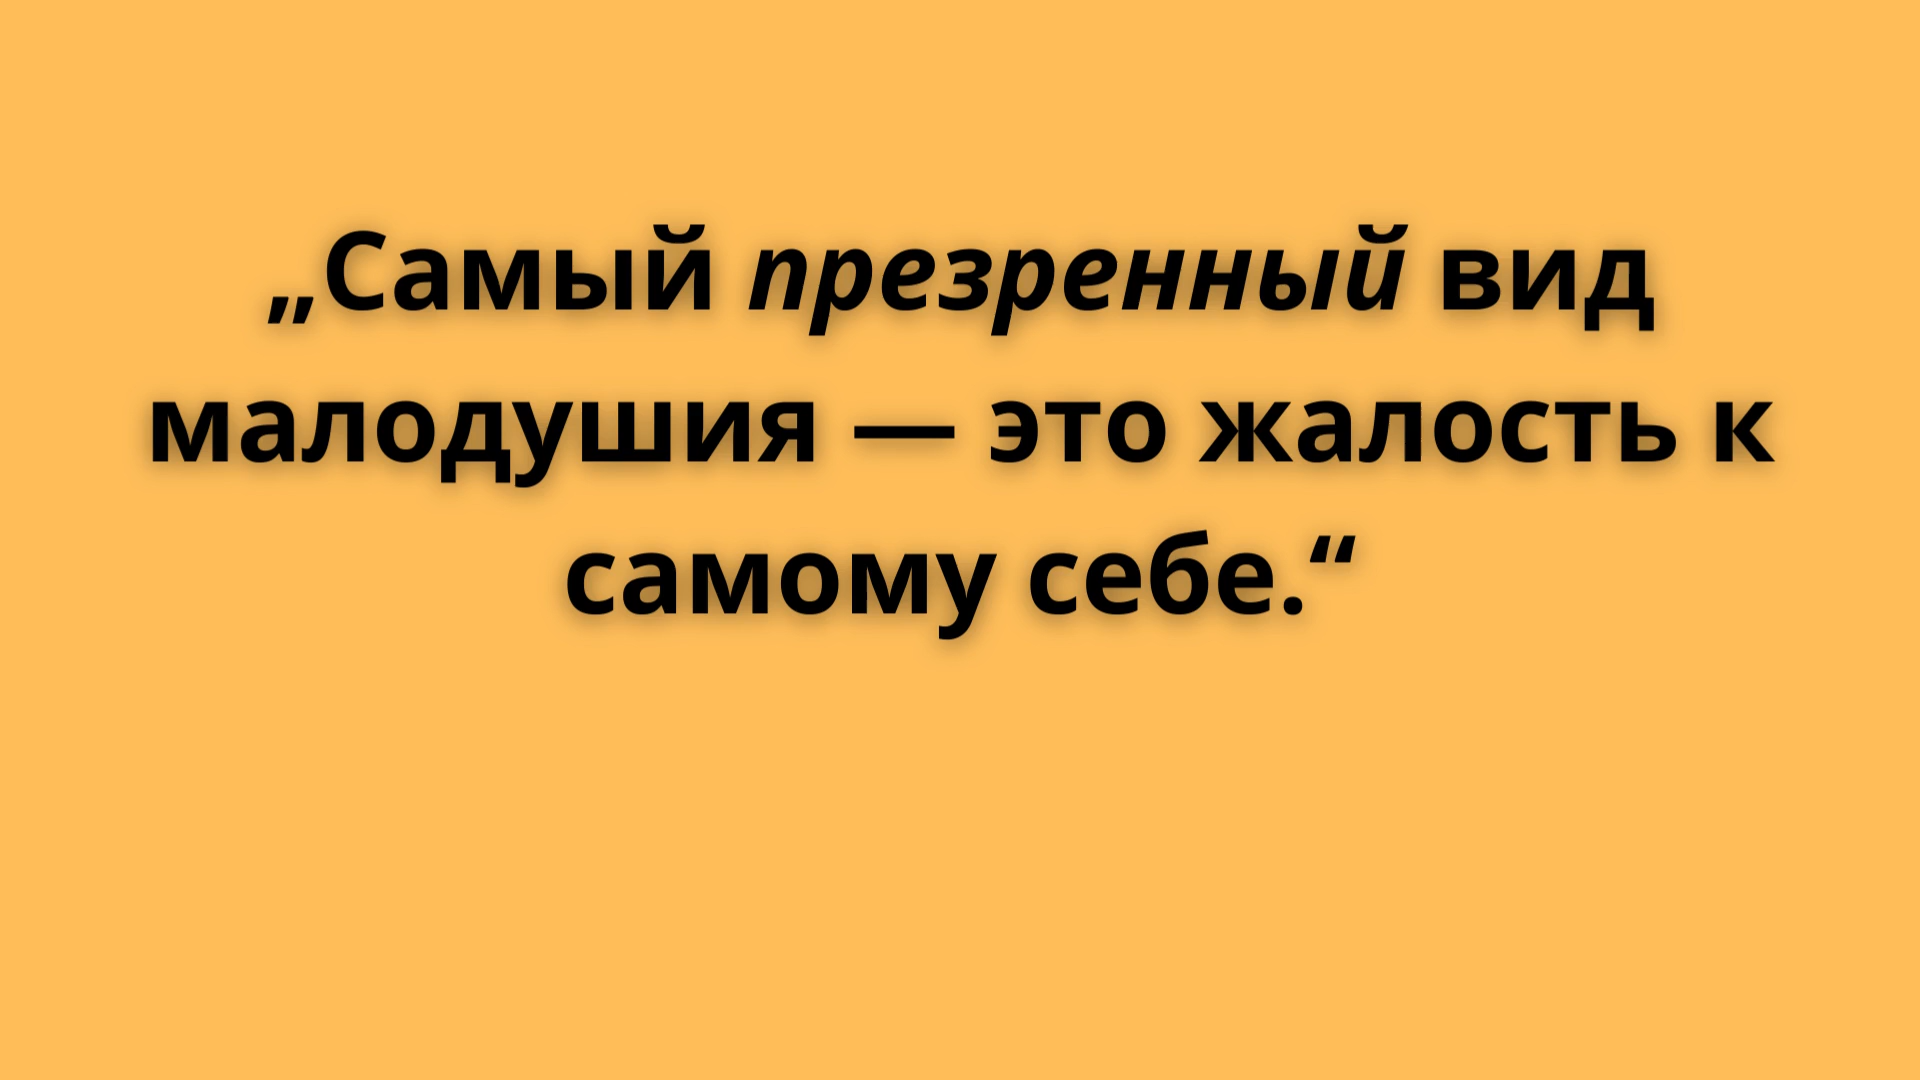 „Самый презренный вид
малодушия — это жалость к
самому себе.“